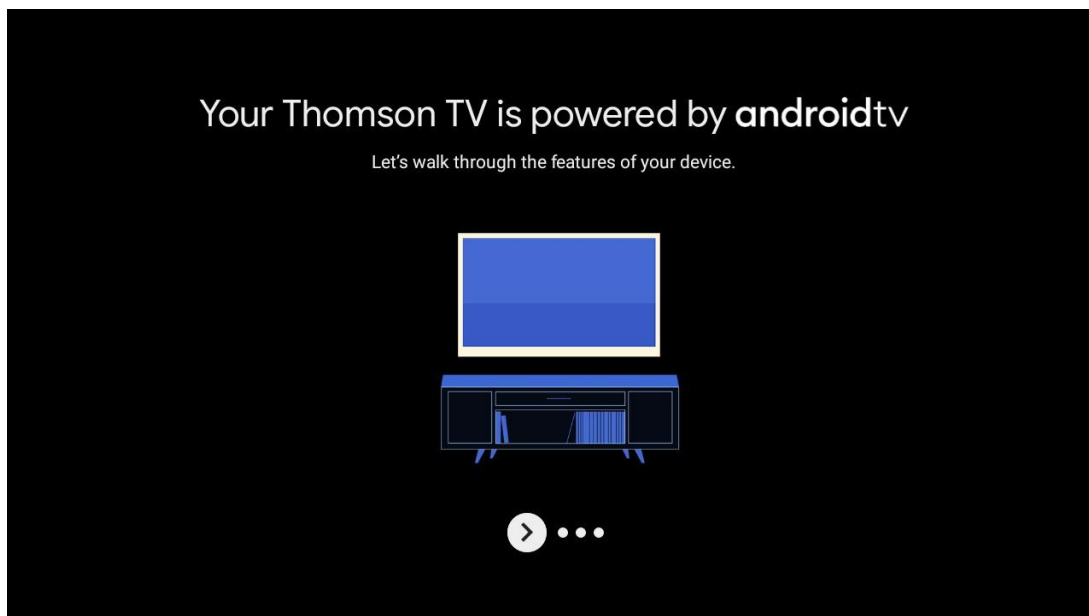 Your Thomson TV is powered by androidtv
Let’s walk through the features of your device.